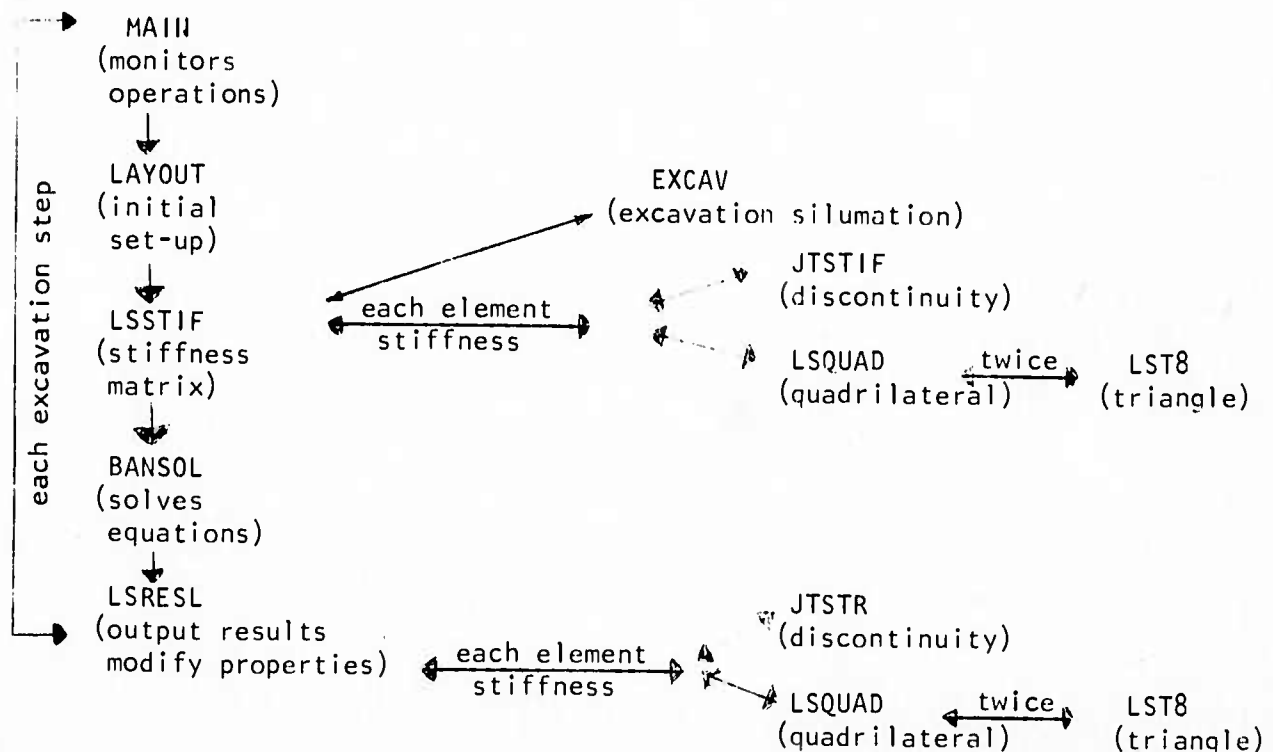 MAIN
(monitors
operations)
LAYOUT
(initial
set-up)
EXCAV
(excavation silumation)
each excavation step
JTSTIF
(discontinuity)
LSSTIF
(stiffness
matrix)
each element
stiffness
LSQUAD
(quadrilateral)
twice
LST8
(triangle)
BANSOL
(solves
equations)
LSRESL
(output results
modify properties)
each element
stiffness
JTSTR
(discontinuity)
LSQUAD
(quadrilateral)
twice
LST8
(triangle)